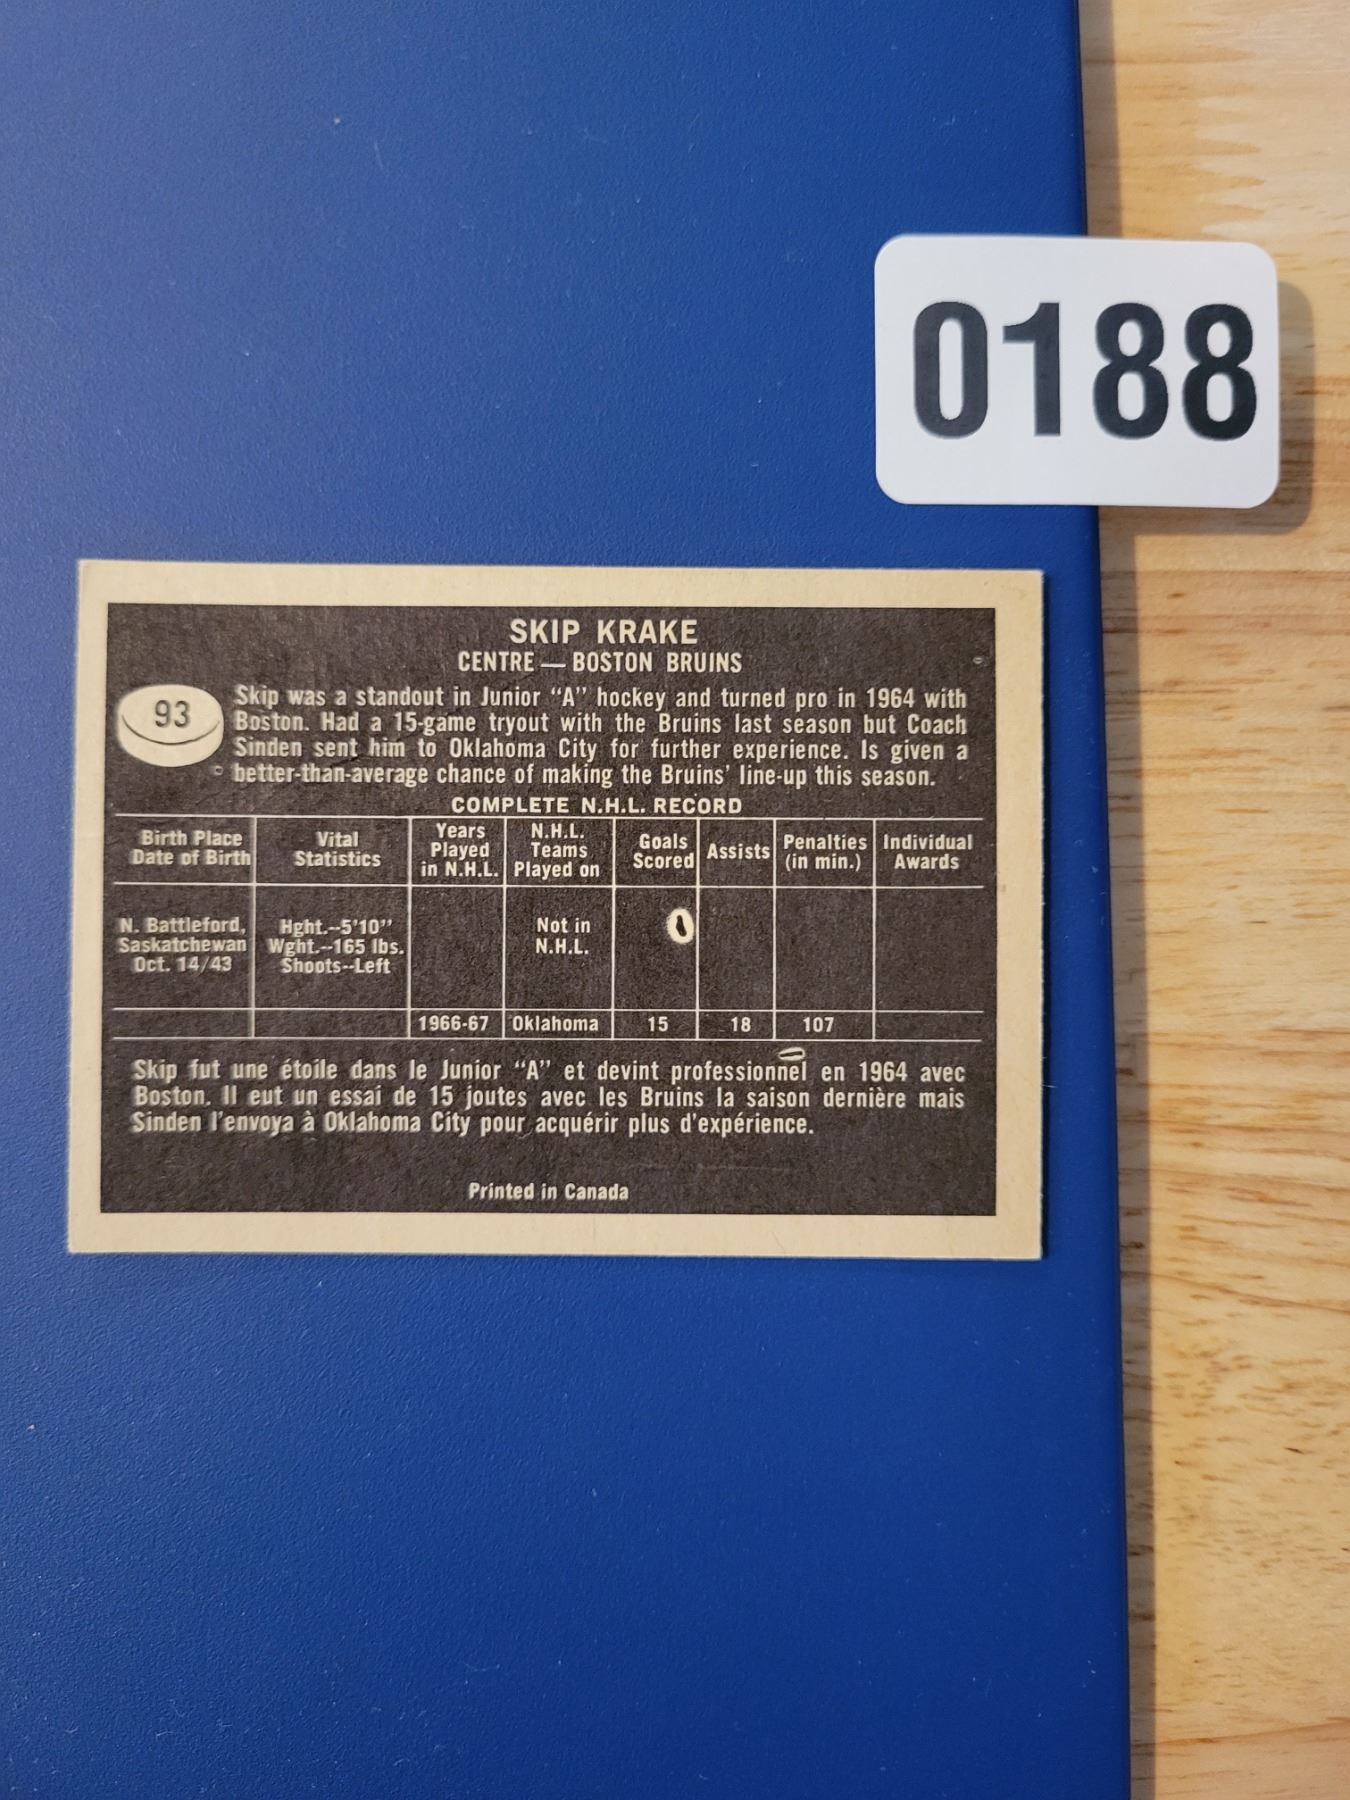 0188
SKIP KRAKE
CENTRE — BOSTON BRUINS
93
Skip was a standout in Junior "A" hockey and turned pro in 1964 with
Boston. Had a 15-game tryout with the Bruins last season but Coach
Sinden sent him to Oklahoma City for further experience. Is given a
better-than-average chance of making the Bruins' line-up this season.
COMPLETE N.H.L. RECORD
Birth Place
Date of Birth
Vital
Statistics
Years
Played
in N.H.L.
N.H.L.
Teams
Played on
Goals
Scored
Assists
Penalties
(in min.)
Individual
Awards
N. Battleford,
Saskatchewan
Oct. 14/43
Hght.--5'10"
Wght.--165 lbs.
Shoots--Left
Not in
N.H.L.
1966-67 Oklahoma 15 18 107
Skip fut une étoile dans le Junior "A" et devint professionnel en 1964 avec
Boston. Il eut un essai de 15 joutes avec les Bruins la saison dernière mais
Sinden l'envoya à Oklahoma City pour acquérir plus d'expérience.
Printed in Canada